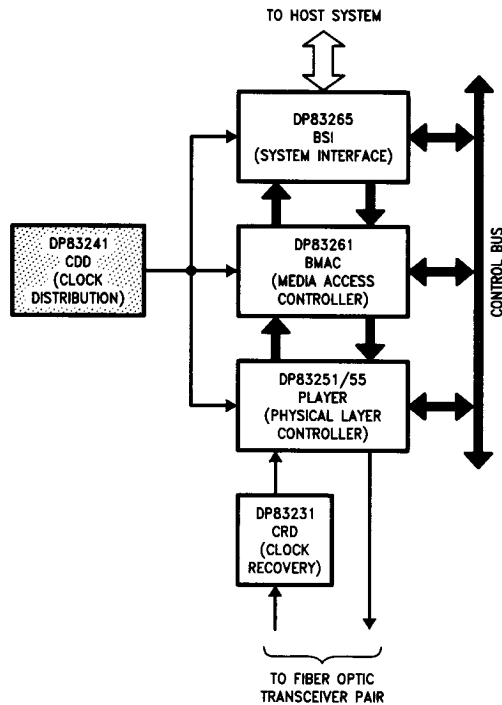 TO HOST SYSTEM
DP83265
BSI
(SYSTEM INTERFACE)
DP83241
CDD
(CLOCK
DISTRIBUTION)
DP83261
BMAC
(MEDIA ACCESS
CONTROLLER)
CONTROL BUS
DP83251/55
PLAYER
(PHYSICAL LAYER
CONTROLLER)
DP83231
CRD
(CLOCK
RECOVERY)
TO FIBER OPTIC
TRANSCEIVER PAIR